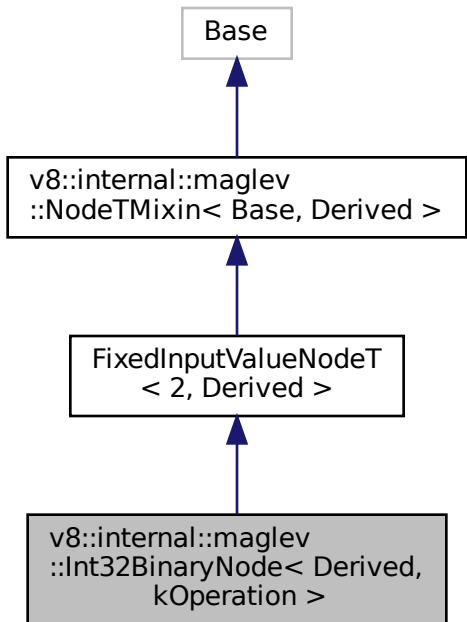 Base
v8::internal::maglev
::NodeTMixin< Base, Derived >
FixedInputValueNodeT
< 2, Derived >
v8::internal::maglev
::Int32BinaryNode< Derived,
kOperation >